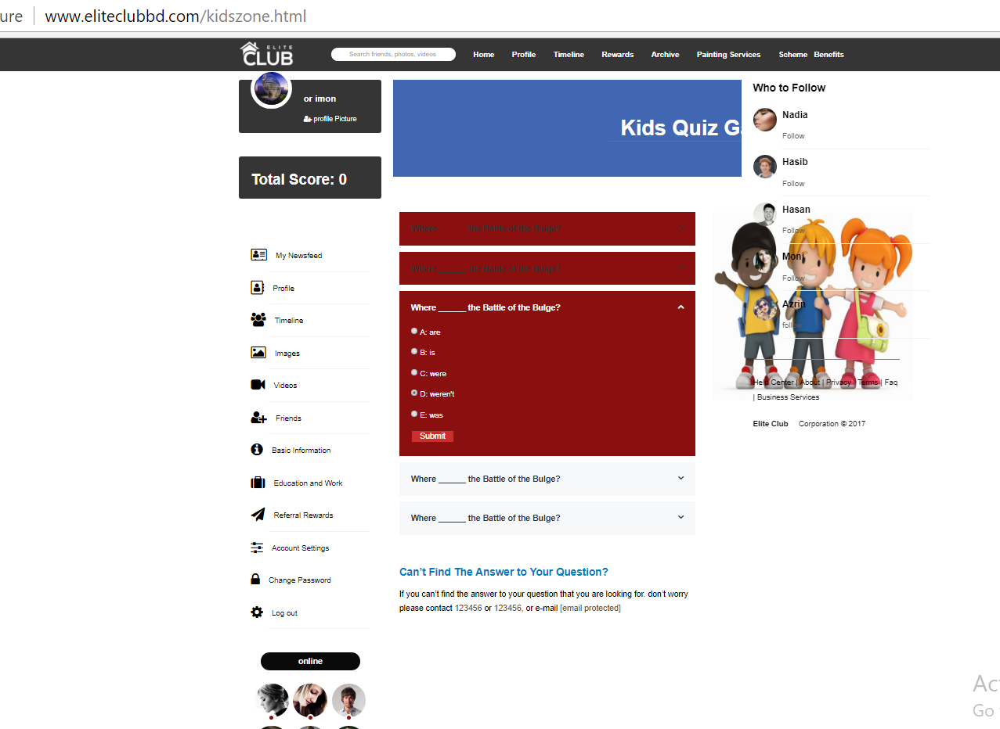 ure www.eliteclubbd.com/kidszone.html
ELITE
CLUB
Search friends, photos, videos
Home Profile Timeline Rewards Archive Painting Services Scheme Benefits
or imon
profile Picture
Total Score: 0
My Newsfeed
Profile
Timeline
Images
Videos
Friends
Basic Information
Education and Work
Referral Rewards
Account Settings
Change Password
Log out
online
Kids Quiz Ga
Where ______ the Battle of the Bulge?
Where ______ the Battle of the Bulge?
Where ______ the Battle of the Bulge?
A: are
B: is
C: were
D: weren't
E: was
Submit
Where ______ the Battle of the Bulge?
Where ______ the Battle of the Bulge?
Can't Find The Answer to Your Question?
If you can't find the answer to your question that you are looking for. don't worry
please contact 123456 or 123456, or e-mail [email protected]
Who to Follow
Nadia
Follow
Hasib
Follow
Hasan
Follow
Moni
Follow
Azrin
follow
Help Center | About | Privacy | Terms | Faq
| Business Services
Elite Club Corporation © 2017
Act
Go t